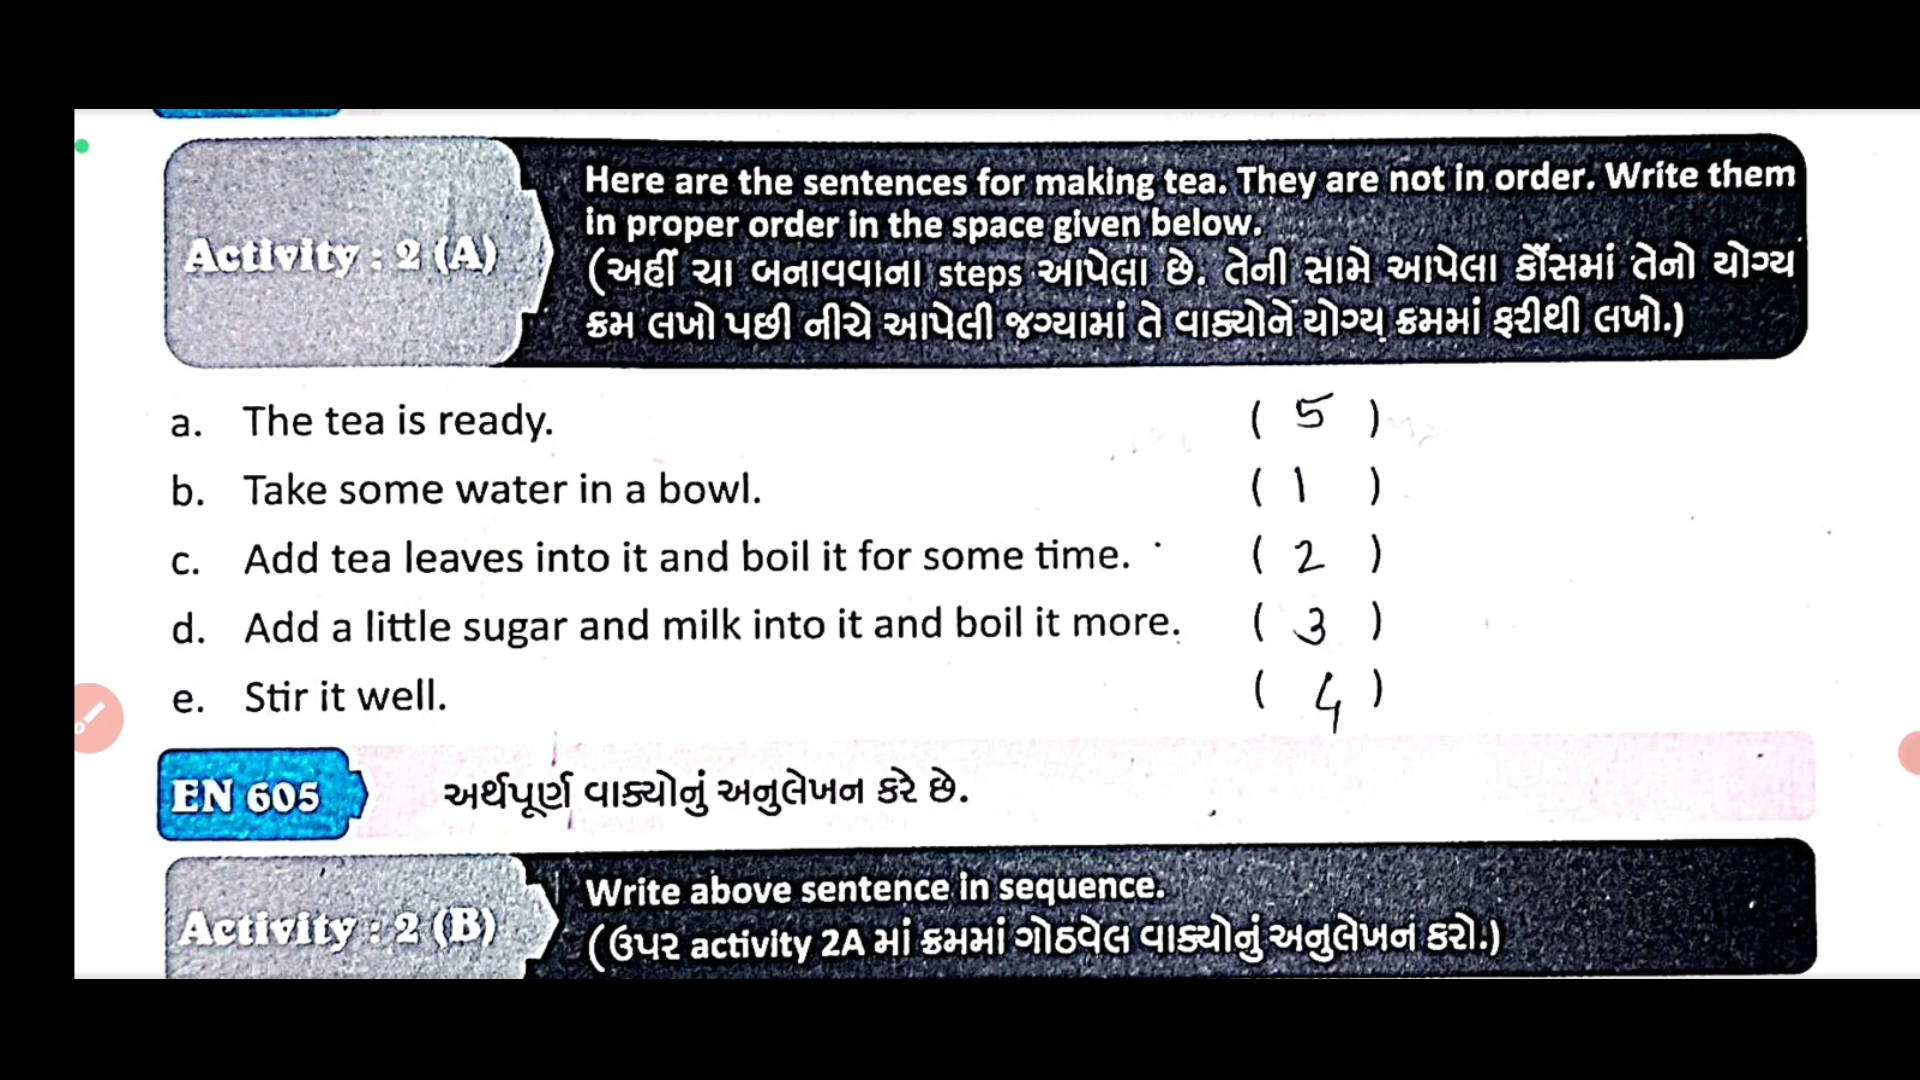 Activity : 2 (A)
Here are the sentences for making tea. They are not in order. Write them
in proper order in the space given below.
(અહીં ચા બનાવવાના steps આપેલા છે. તેની સામે આપેલા કૌંસમાં તેનો યોગ્ય
ક્રમ લખો પછી નીચે આપેલી જગ્યામાં તે વાક્યોને યોગ્ય ક્રમમાં ફરીથી લખો.)
a. The tea is ready. ( 5 )
b. Take some water in a bowl. ( 1 )
c. Add tea leaves into it and boil it for some time. ( 2 )
d. Add a little sugar and milk into it and boil it more. ( 3 )
e. Stir it well. ( 4 )
EN 605 અર્થપૂર્ણ વાક્યોનું અનુલેખન કરે છે.
Activity : 2 (B)
Write above sentence in sequence.
(ઉપર activity 2A માં ક્રમમાં ગોઠવેલ વાક્યોનું અનુલેખન કરો.)